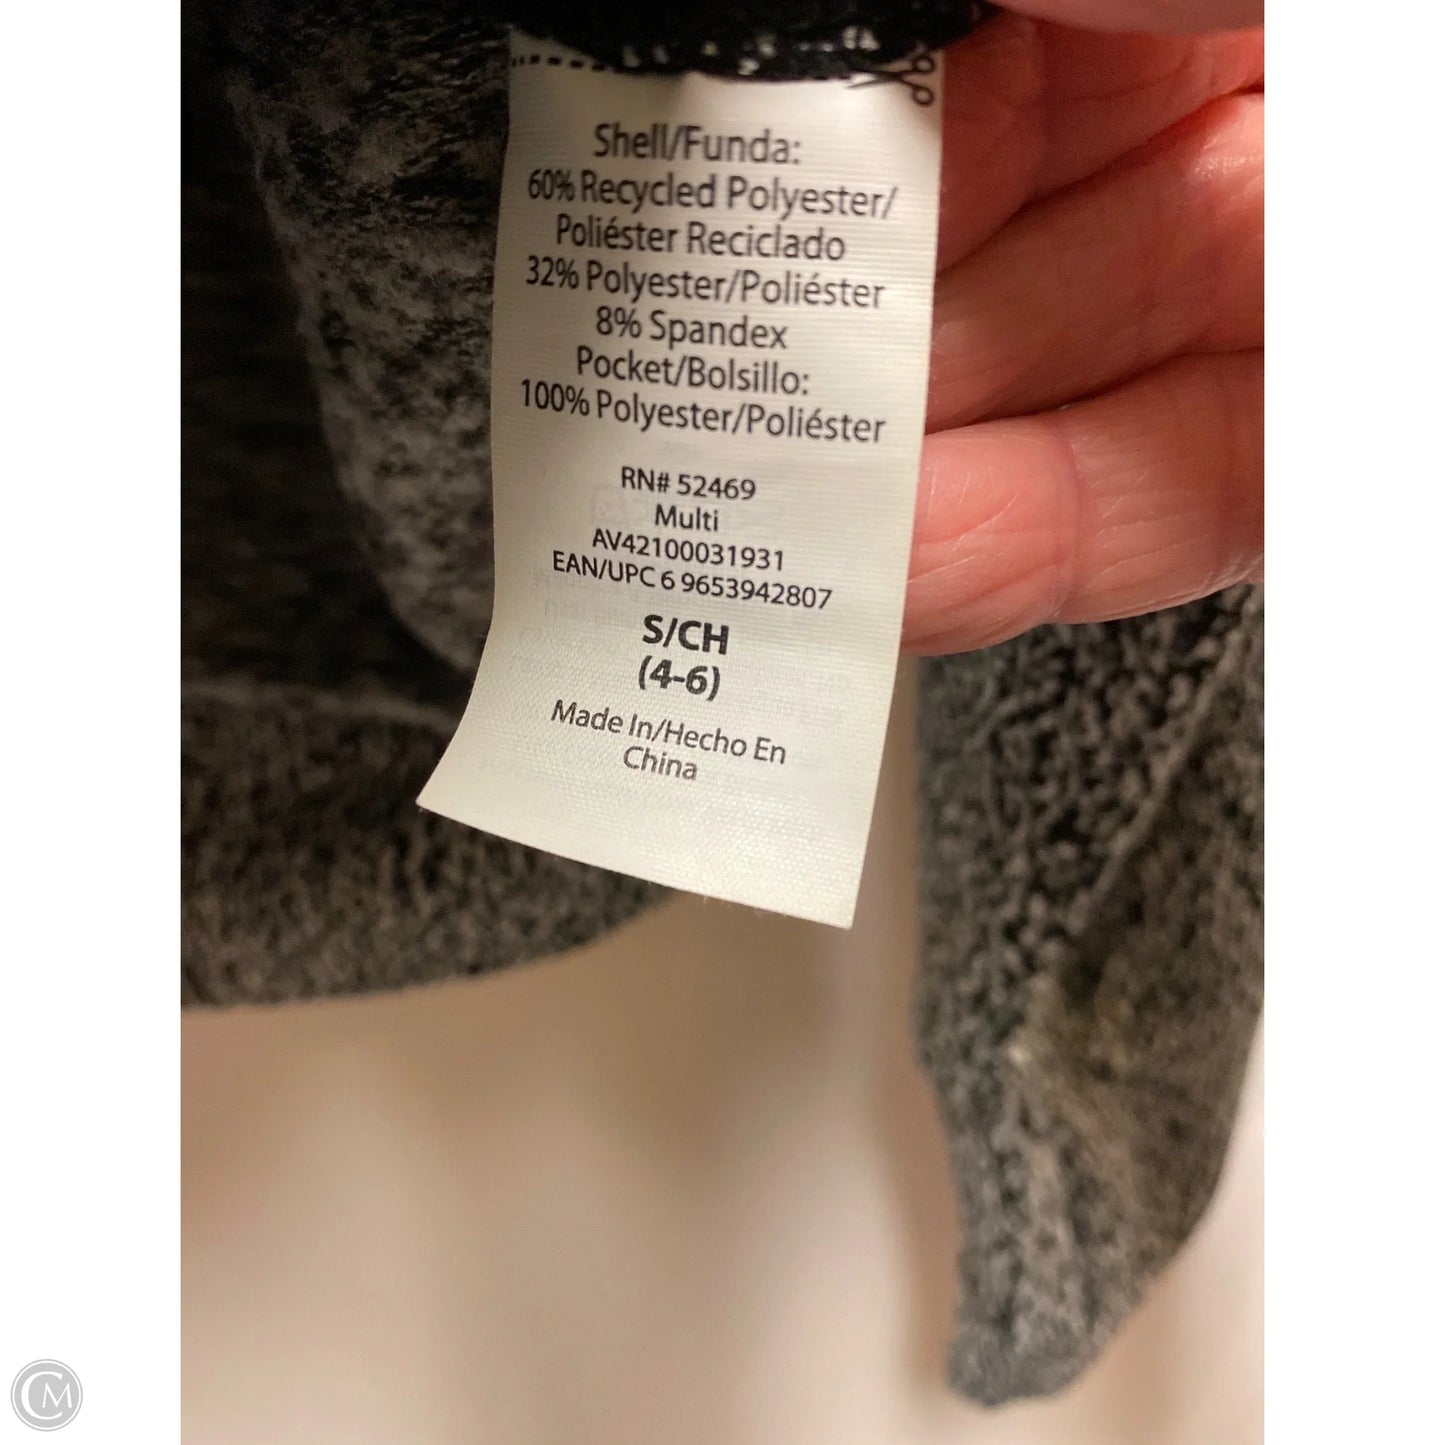 Shell/Funda:
60% Recycled Polyester/
Poliéster Reciclado
32% Polyester/Poliéster
8% Spandex
Pocket/Bolsillo:
100% Polyester/Poliéster
RN# 52469
Multi
AV42100031931
EAN/UPC 6 9653942807
S/CH
(4-6)
Made In/Hecho En
China
CM